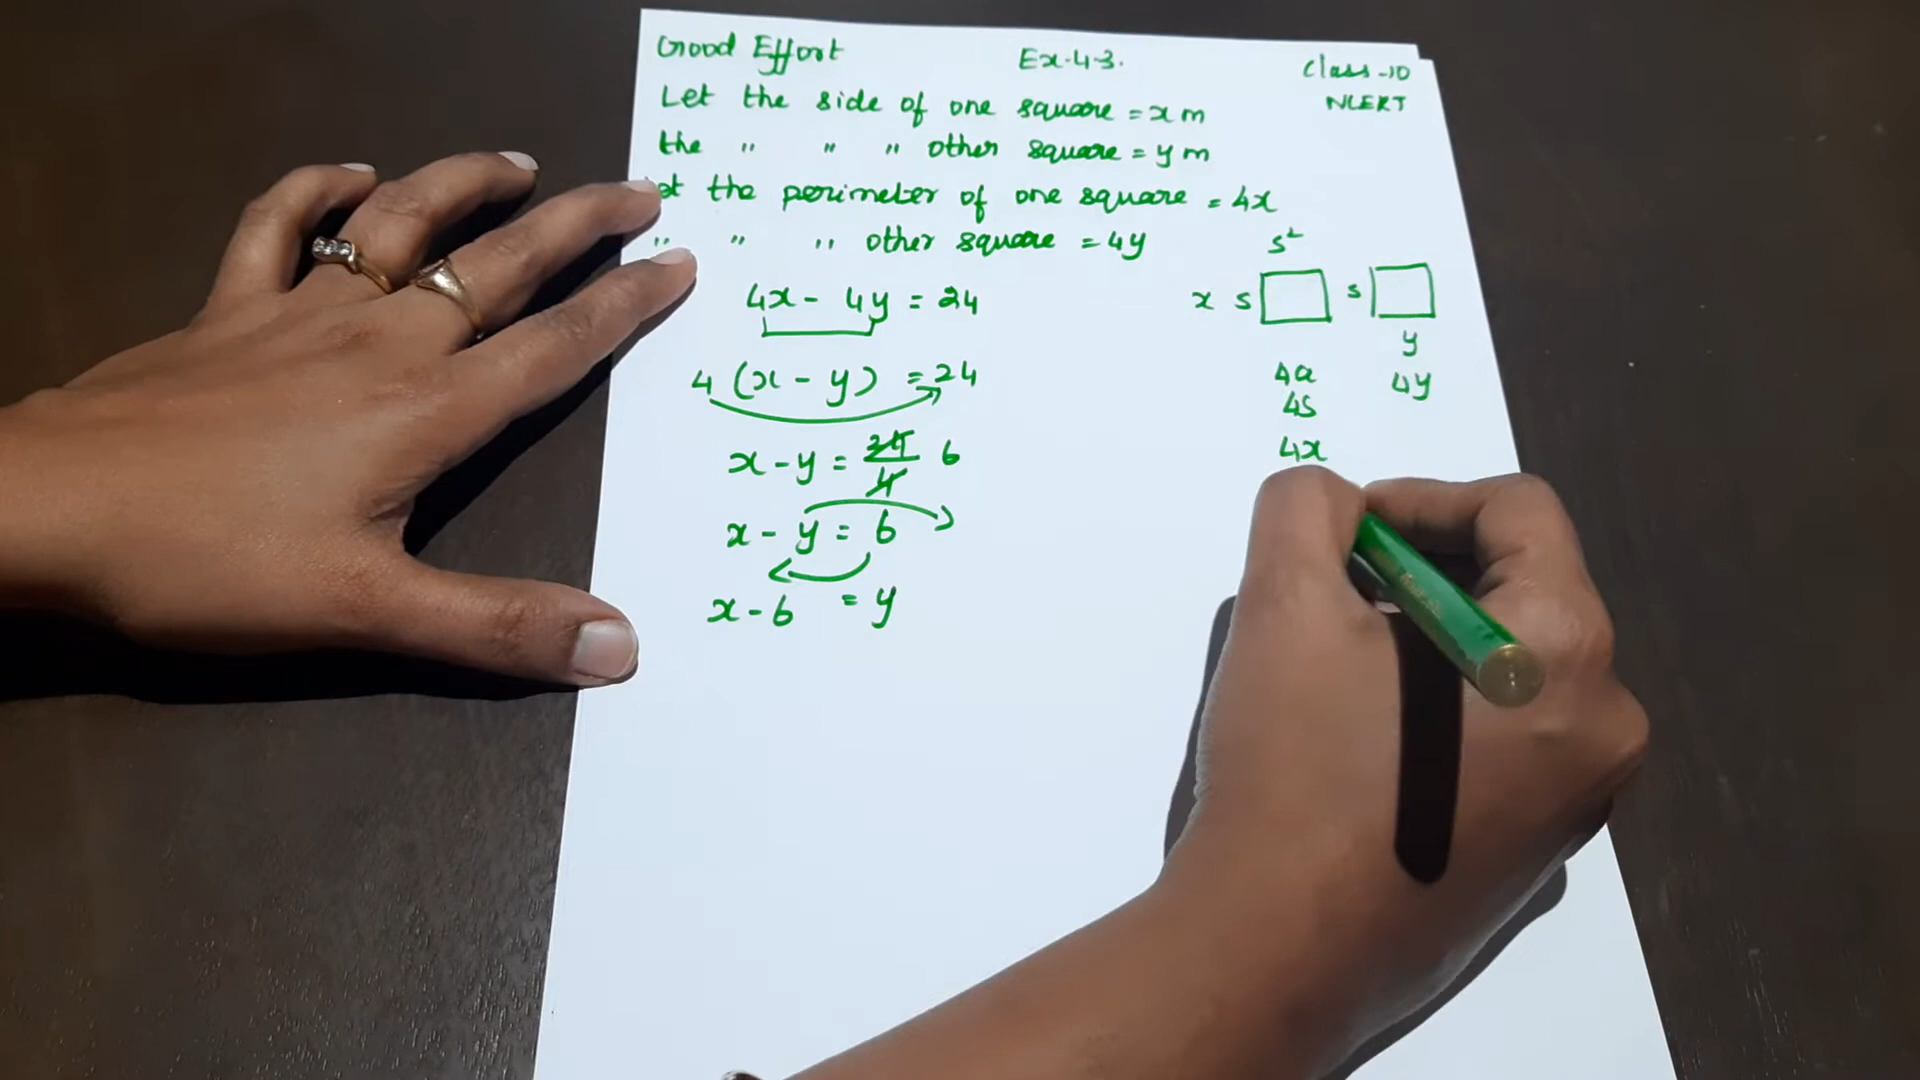 Good Effort Ex.4.3. Class-10
NCERT
Let the side of one square = x m
the " " " other square = y m
the perimeter of one square = 4x
" " " other square = 4y
4x - 4y = 24
4 (x - y) = 24
x - y = 24/4 6
x - y = 6
x - 6 = y
s²
x s s
y
4a 4y
4s
4x